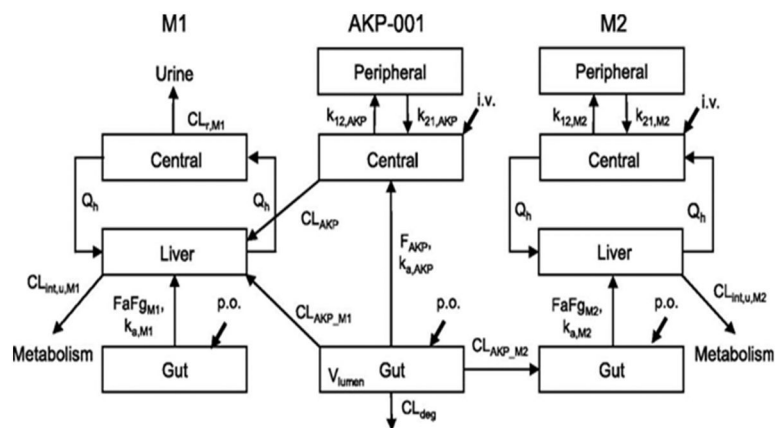 M1 AKP-001 M2
Urine
Peripheral Peripheral
CLr,M1
k12,AKP k21,AKP i.v.
k12,M2 k21,M2 i.v.
Central Central Central
Qh Qh
CLAKP
FAKP,
ka,AKP
Qh Qh
Liver Liver
CLint,u,M1
FaFgM1,
ka,M1
p.o.
CLAKP_M1
p.o.
CLAKP_M2
FaFgM2,
ka,M2
p.o.
CLint,u,M2
Metabolism Metabolism
Gut Gut Gut
Vlumen
CLdeg